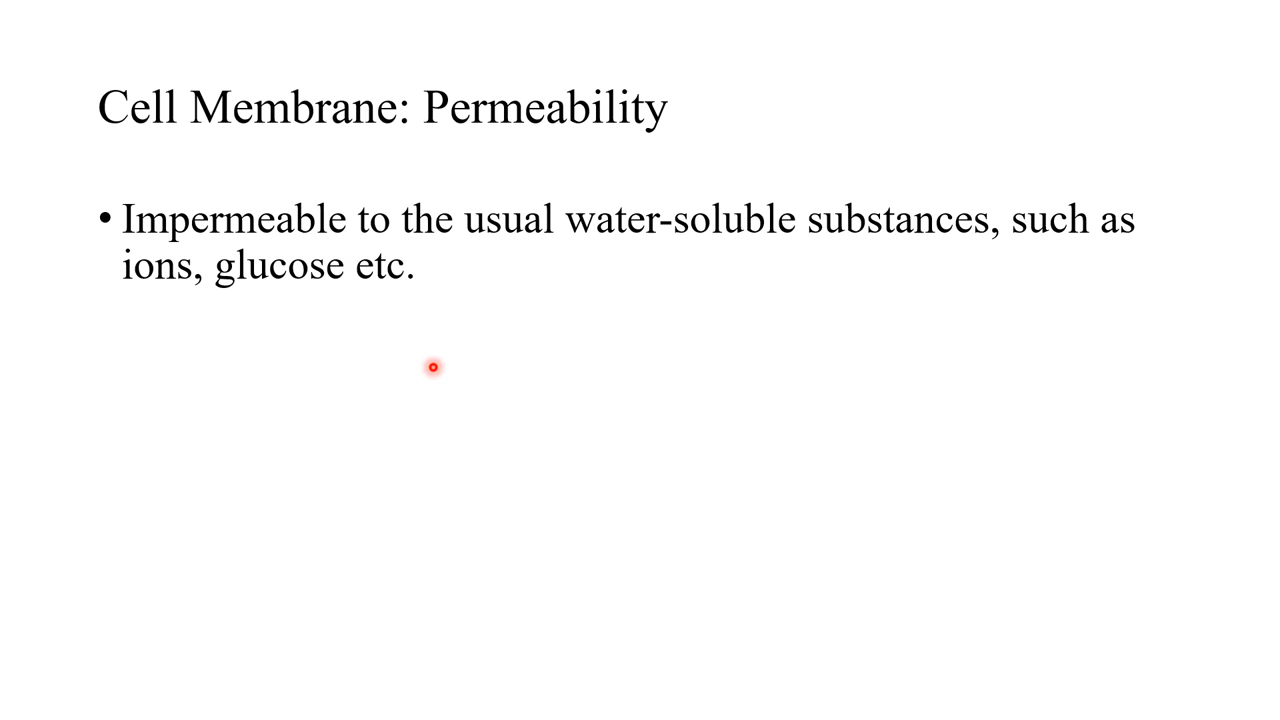 Cell Membrane: Permeability
• Impermeable to the usual water-soluble substances, such as
ions, glucose etc.